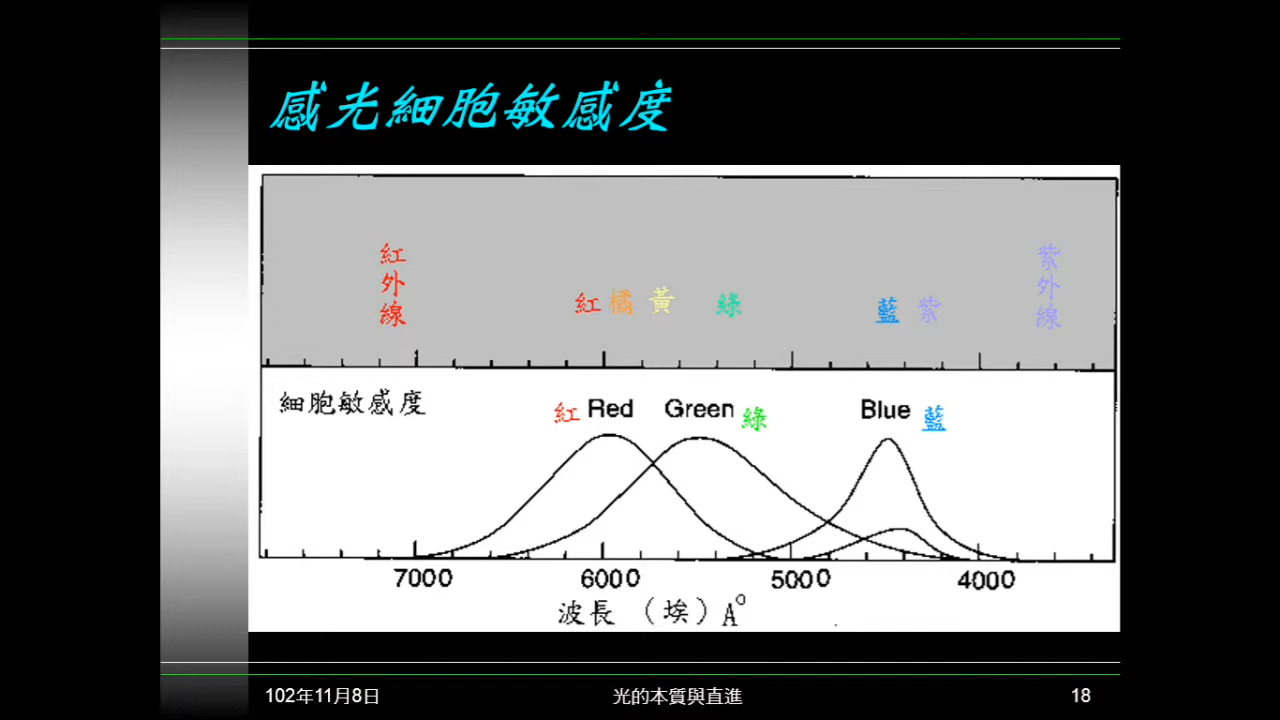 感光細胞敏感度
紅外線
紫外線
紅 橘 黃 綠 藍 紫
細胞敏感度
紅 Red Green 綠 Blue 藍
7000 6000 5000 4000
波長 （埃）A°
102年11月8日 光的本質與直進 18